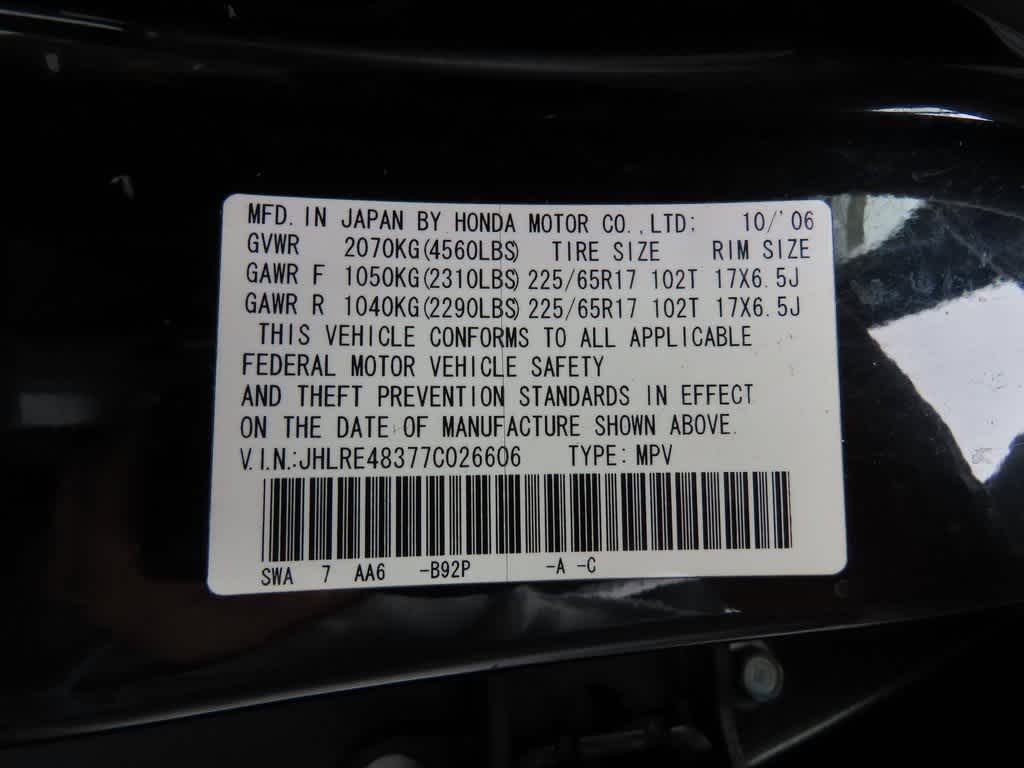 MFD. IN JAPAN BY HONDA MOTOR CO.,LTD; 10/'06
GVWR 2070KG(4560LBS) TIRE SIZE RIM SIZE
GAWR F 1050KG(2310LBS) 225/65R17 102T 17X6.5J
GAWR R 1040KG(2290LBS) 225/65R17 102T 17X6.5J
THIS VEHICLE CONFORMS TO ALL APPLICABLE
FEDERAL MOTOR VEHICLE SAFETY
AND THEFT PREVENTION STANDARDS IN EFFECT
ON THE DATE OF MANUFACTURE SHOWN ABOVE.
V.I.N.:JHLRE48377C026606 TYPE: MPV
SWA 7 AA6 -B92P -A -C